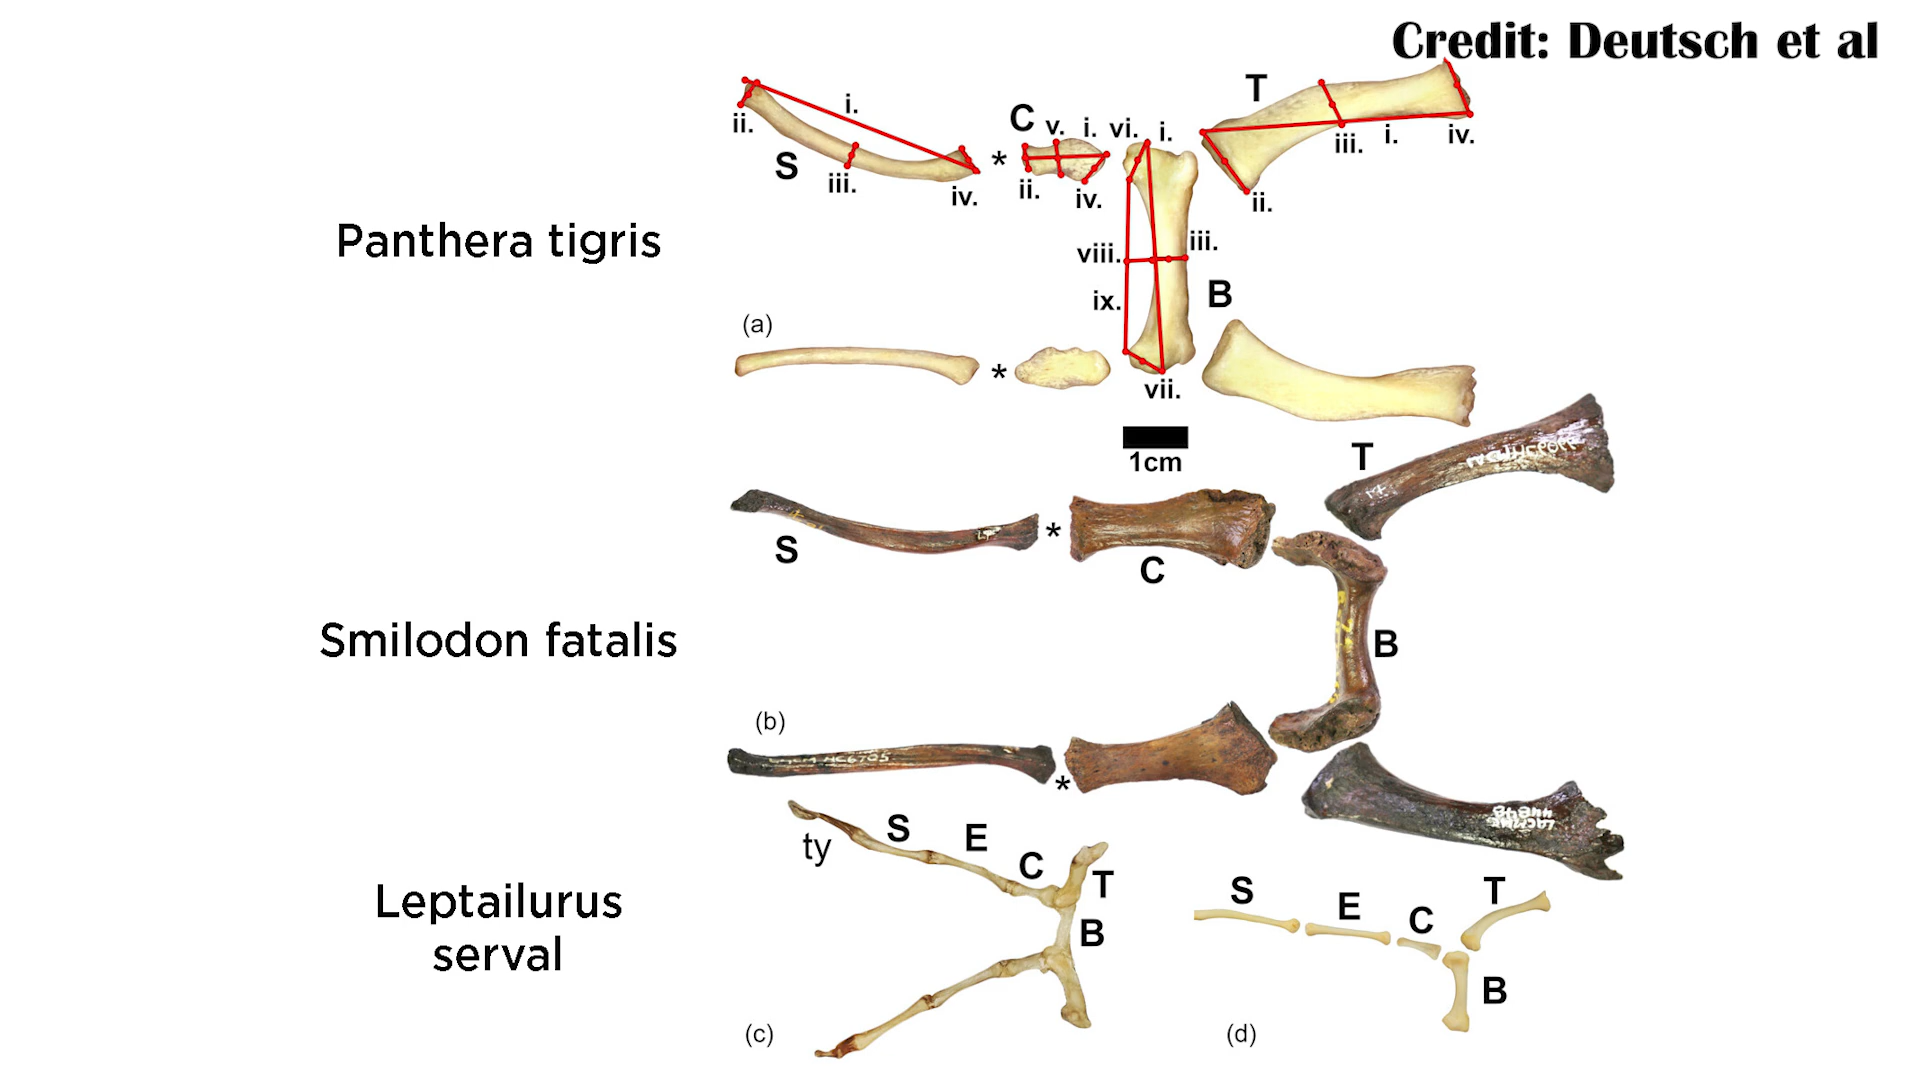 Credit: Deutsch et al
T
i.
C
v.
i.
vi.
i.
ii.
S
*
iii.
i.
iv.
iii.
ii.
iv.
iv.
ii.
Panthera tigris
viii.
iii.
ix.
B
(a)
*
vii.
1cm
T
S
*
C
Smilodon fatalis
B
(b)
*
S
E
C
T
ty
B
Leptailurus
serval
S
E
C
T
B
(c)
(d)